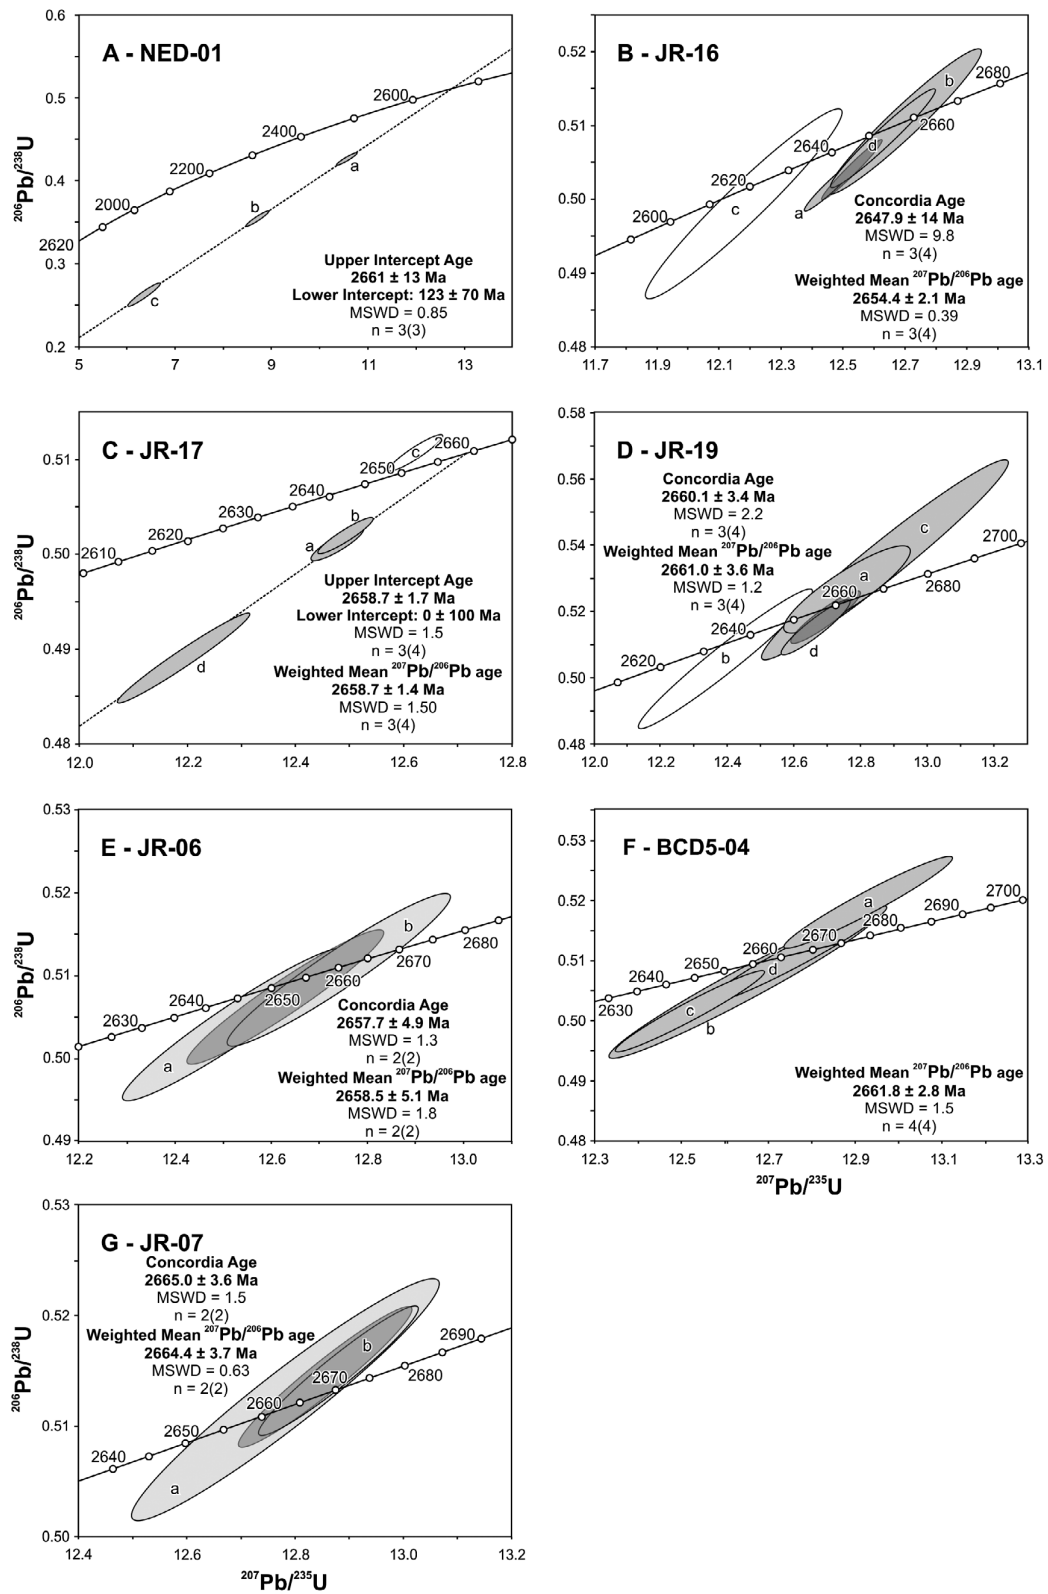 A - NED-01
0.6
0.5
0.4
0.3
0.2
2620
2000
2200
2400
2600
a
b
c
Upper Intercept Age
2661 ± 13 Ma
Lower Intercept: 123 ± 70 Ma
MSWD = 0.85
n = 3(3)
5 7 9 11 13
206Pb/238U
B - JR-16
0.52
0.51
0.50
0.49
0.48
2600
2620
2640
2660
2680
a
b
c
d
Concordia Age
2647.9 ± 14 Ma
MSWD = 9.8
n = 3(4)
Weighted Mean 207Pb/206Pb age
2654.4 ± 2.1 Ma
MSWD = 0.39
n = 3(4)
11.7 11.9 12.1 12.3 12.5 12.7 12.9 13.1
C - JR-17
0.51
0.50
0.49
0.48
2610
2620
2630
2640
2650
2660
a
b
c
d
Upper Intercept Age
2658.7 ± 1.7 Ma
Lower Intercept: 0 ± 100 Ma
MSWD = 1.5
n = 3(4)
Weighted Mean 207Pb/206Pb age
2658.7 ± 1.4 Ma
MSWD = 1.50
n = 3(4)
12.0 12.2 12.4 12.6 12.8
206Pb/238U
D - JR-19
0.58
0.56
0.54
0.52
0.50
0.48
Concordia Age
2660.1 ± 3.4 Ma
MSWD = 2.2
n = 3(4)
Weighted Mean 207Pb/206Pb age
2661.0 ± 3.6 Ma
MSWD = 1.2
n = 3(4)
2620
2640
2660
2680
2700
a
b
c
d
12.0 12.2 12.4 12.6 12.8 13.0 13.2
E - JR-06
0.53
0.52
0.51
0.50
0.49
2630
2640
2650
2660
2670
2680
a
b
Concordia Age
2657.7 ± 4.9 Ma
MSWD = 1.3
n = 2(2)
Weighted Mean 207Pb/206Pb age
2658.5 ± 5.1 Ma
MSWD = 1.8
n = 2(2)
12.2 12.4 12.6 12.8 13.0
206Pb/238U
F - BCD5-04
0.53
0.52
0.51
0.50
0.49
0.48
2630
2640
2650
2660
2670
2680
2690
2700
a
b
c
d
Weighted Mean 207Pb/206Pb age
2661.8 ± 2.8 Ma
MSWD = 1.5
n = 4(4)
12.3 12.5 12.7 12.9 13.1 13.3
207Pb/235U
G - JR-07
0.53
0.52
0.51
0.50
Concordia Age
2665.0 ± 3.6 Ma
MSWD = 1.5
n = 2(2)
Weighted Mean 207Pb/206Pb age
2664.4 ± 3.7 Ma
MSWD = 0.63
n = 2(2)
2640
2650
2660
2670
2680
2690
a
b
12.4 12.6 12.8 13.0 13.2
206Pb/238U
207Pb/235U